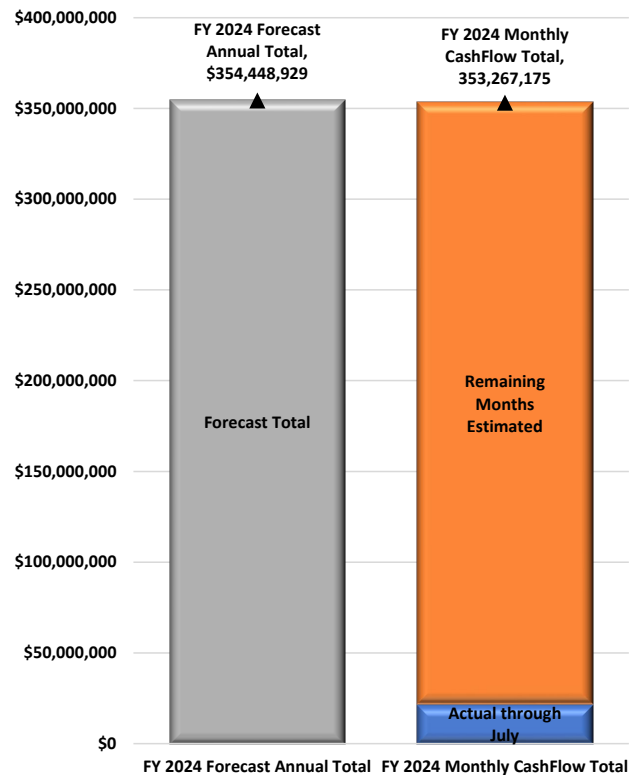 $400,000,000
FY 2024 Forecast
Annual Total,
$354,448,929
FY 2024 Monthly
CashFlow Total,
353,267,175
$350,000,000
$300,000,000
$250,000,000
$200,000,000
Remaining
Months
Estimated
Forecast Total
$150,000,000
$100,000,000
$50,000,000
Actual through
July
$0
FY 2024 Forecast Annual Total
FY 2024 Monthly CashFlow Total